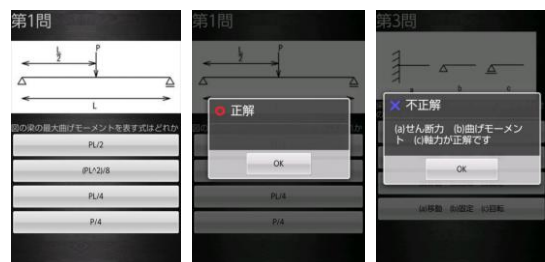 第1問
L
2
P
L
図の梁の最大曲げモーメントを表す式はどれか
PL/2
(PL^2)/8
PL/4
P/4
第1問
L
2
P
正解
OK
PL/4
P/4
第3問
a
b
c
不正解
(a)せん断力 (b)曲げモーメン
ト (c)軸力が正解です
OK
(a)移動 (b)固定 (c)回転